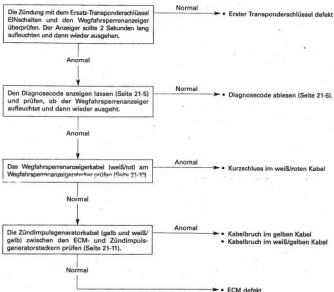 Die Zündung mit dem Ersatz-Transponderschlüssel
EINschalten und den Wegfahrsperrenanzeiger
überprüfen. Der Anzeiger sollte 2 Sekunden lang
aufleuchten und dann wieder ausgehen.
Normal
• Erster Transponderschlüssel defekt
Anomal
Den Diagnosecode anzeigen lassen (Seite 21-5)
und prüfen, ob der Wegfahrsperrenanzeiger
aufleuchtet und dann wieder ausgeht.
Normal
• Diagnosecode ablesen (Seite 21-6).
Anomal
Das Wegfahrsperrenanzeigerkabel (weiß/rot) am
Wegfahrsperrenanzeigerstecker prüfen (Seite 21-10)
Anomal
• Kurzschluss im weiß/roten Kabel
Normal
Die Zündimpulsgeneratorkabel (gelb und weiß/
gelb) zwischen den ECM- und Zündimpuls-
generatorsteckern prüfen (Seite 21-11).
Anomal
• Kabelbruch im gelben Kabel
• Kabelbruch im weiß/gelben Kabel
Normal
• ECM defekt